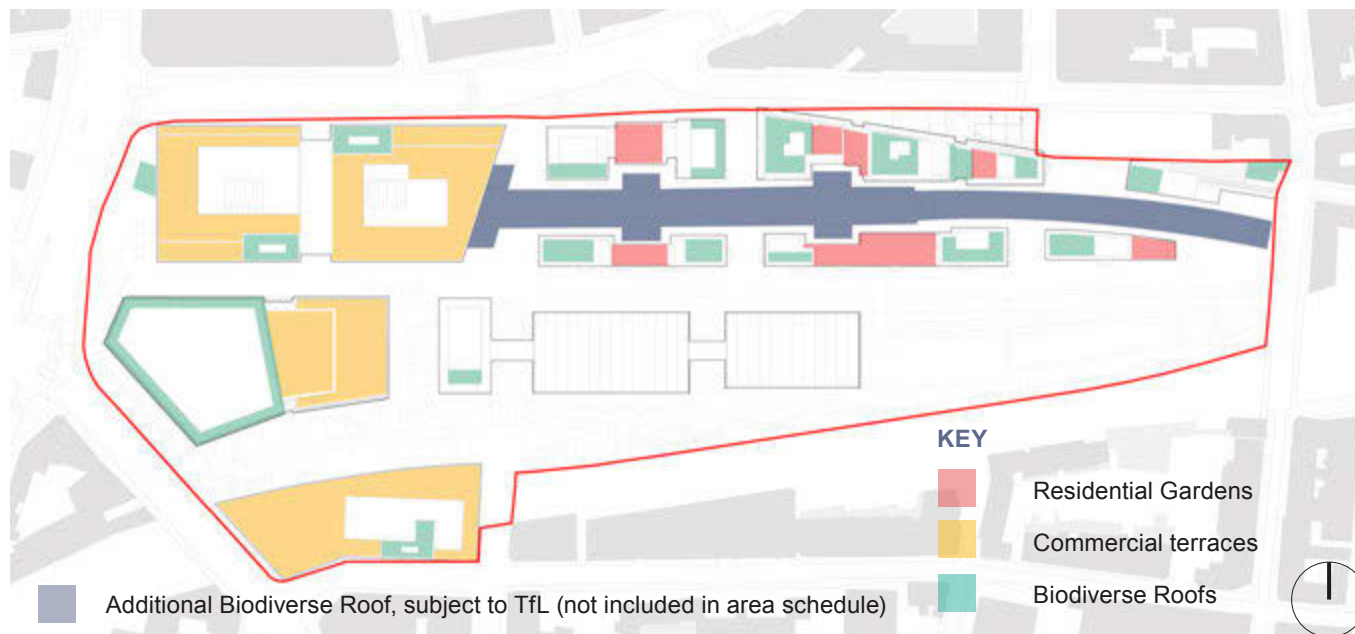 KEY
Residential Gardens
Commercial terraces
Biodiverse Roofs
Additional Biodiverse Roof, subject to TfL (not included in area schedule)